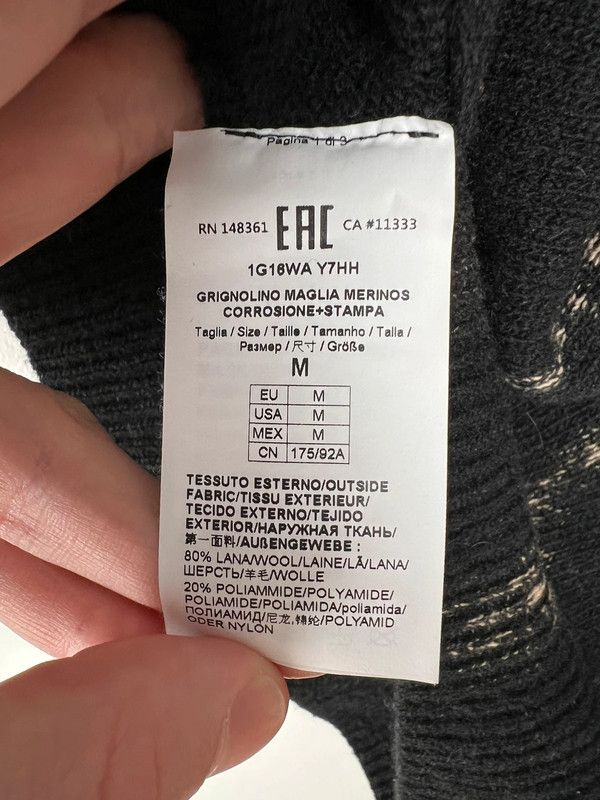 Pagina 1 di 3
RN 148361 EAC CA #11333
1G16WA Y7HH
GRIGNOLINO MAGLIA MERINOS
CORROSIONE+STAMPA
Taglia / Size / Taille / Tamanho / Talla /
Размер / 尺寸 / Größe
M
EU M
USA M
MEX M
CN 175/92A
TESSUTO ESTERNO/OUTSIDE
FABRIC/TISSU EXTERIEUR/
TECIDO EXTERNO/TEJIDO
EXTERIOR/НАРУЖНАЯ ТКАНЬ/
第一面料/AUßENGEWEBE :
80% LANA/WOOL/LAINE/LÃ/LANA/
ШЕРСТЬ/羊毛/WOLLE
20% POLIAMMIDE/POLYAMIDE/
POLIAMIDE/POLIAMIDA/poliamida/
ПОЛИАМИД/尼龙,锦纶/POLYAMID
ODER NYLON